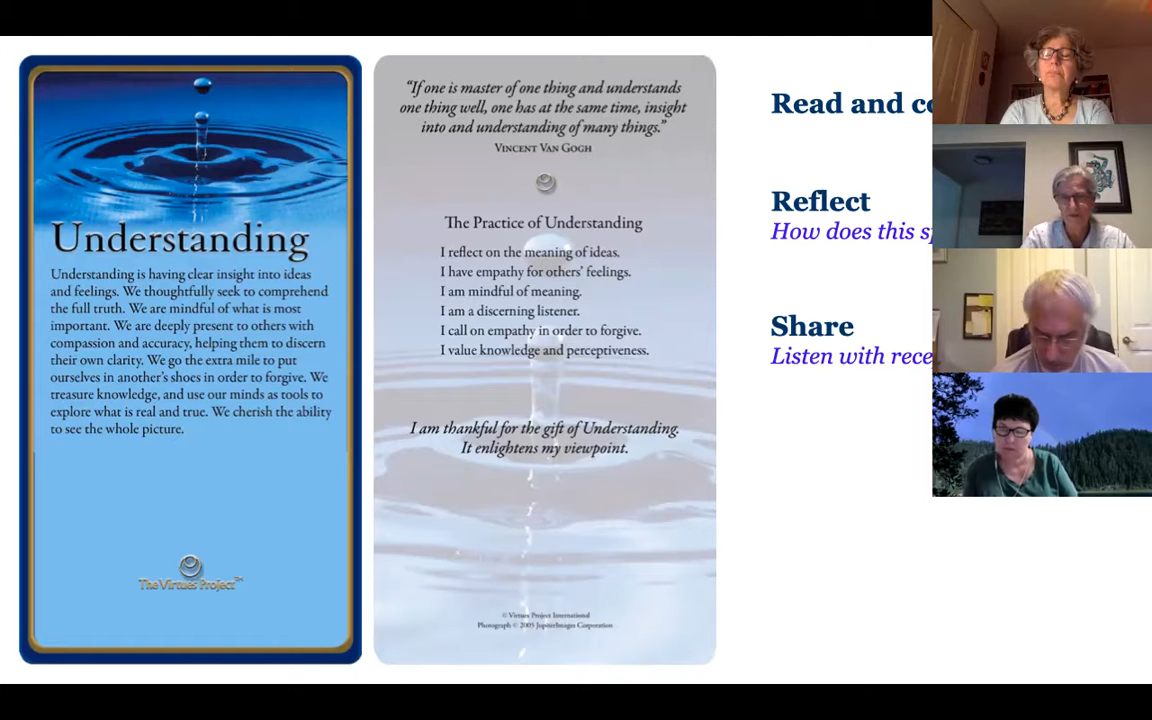 Understanding
Understanding is having clear insight into ideas
and feelings. We thoughtfully seek to comprehend
the full truth. We are mindful of what is most
important. We are deeply present to others with
compassion and accuracy, helping them to discern
their own clarity. We go the extra mile to put
ourselves in another's shoes in order to forgive. We
treasure knowledge, and use our minds as tools to
explore what is real and true. We cherish the ability
to see the whole picture.
The Virtues Project™
“If one is master of one thing and understands
one thing well, one has at the same time, insight
into and understanding of many things.”
Vincent Van Gogh
The Practice of Understanding
I reflect on the meaning of ideas.
I have empathy for others' feelings.
I am mindful of meaning.
I am a discerning listener.
I call on empathy in order to forgive.
I value knowledge and perceptiveness.
I am thankful for the gift of Understanding.
It enlightens my viewpoint.
© Virtues Project International
Photograph © 2005 JupiterImages Corporation
Read and co
Reflect
How does this sp
Share
Listen with rece